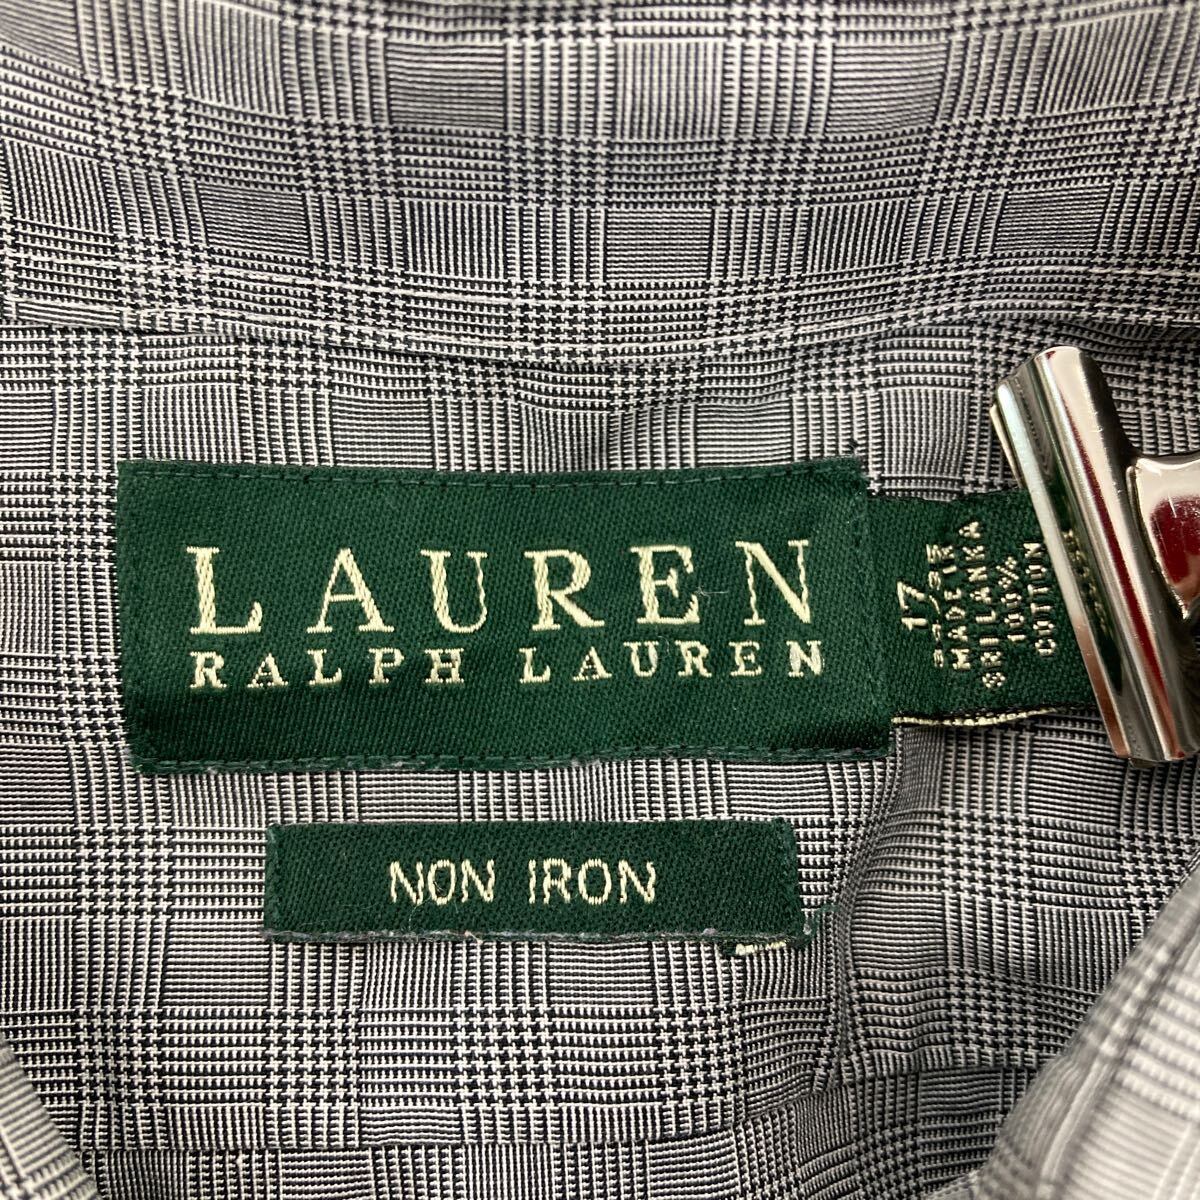 LAUREN
RALPH LAUREN
NON IRON
17
MADE IN
SRI LANKA
100%
COTTON